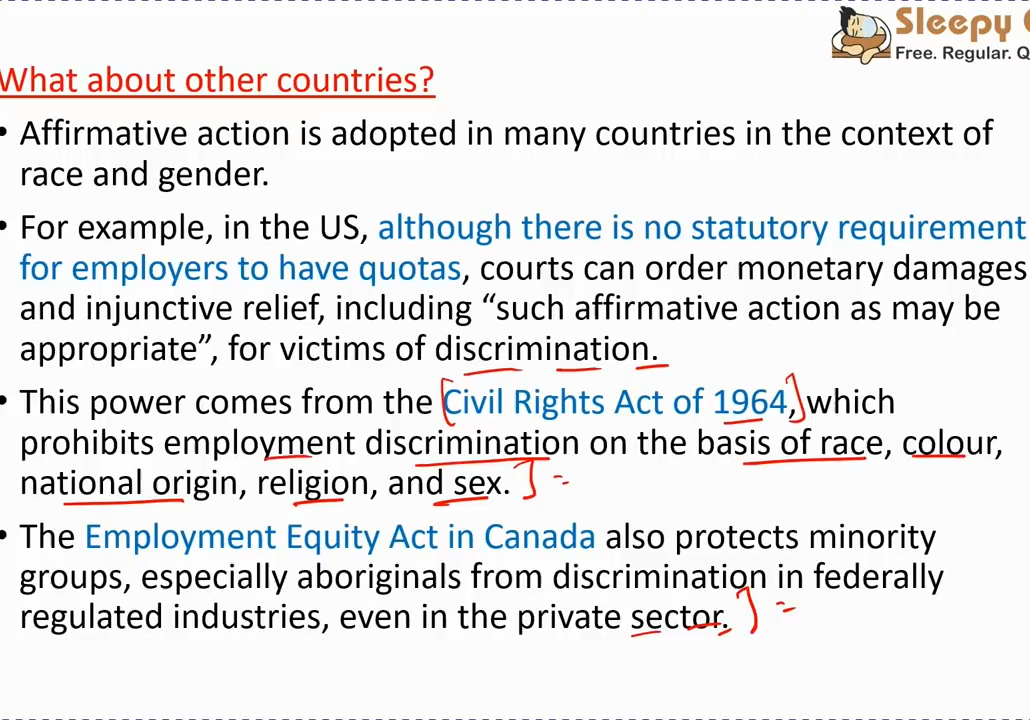 Sleepy
Free. Regular.
What about other countries?
• Affirmative action is adopted in many countries in the context of
race and gender.
• For example, in the US, although there is no statutory requirement
for employers to have quotas, courts can order monetary damages
and injunctive relief, including “such affirmative action as may be
appropriate”, for victims of discrimination.
• This power comes from the Civil Rights Act of 1964, which
prohibits employment discrimination on the basis of race, colour,
national origin, religion, and sex.
• The Employment Equity Act in Canada also protects minority
groups, especially aboriginals from discrimination in federally
regulated industries, even in the private sector.